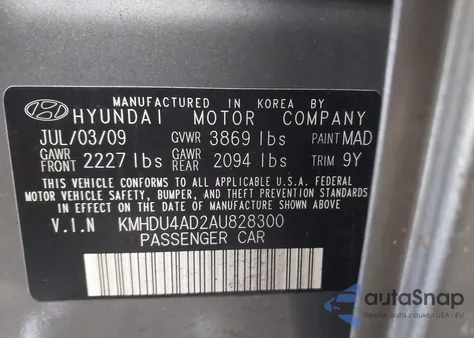 MANUFACTURED IN KOREA BY
HYUNDAI MOTOR COMPANY
JUL/03/09 GVWR 3869 lbs PAINT MAD
GAWR FRONT 2227 lbs GAWR REAR 2094 lbs TRIM 9Y
THIS VEHICLE CONFORMS TO APPLICABLE U.S.A. FEDERAL
MOTOR VEHICLE SAFETY, BUMPER, AND THEFT PREVENTION STANDARDS
IN EFFECT ON THE DATE OF MANUFACTURE SHOWN ABOVE.
V.I.N KMHDU4AD2AU828300
PASSENGER CAR
autoSnap